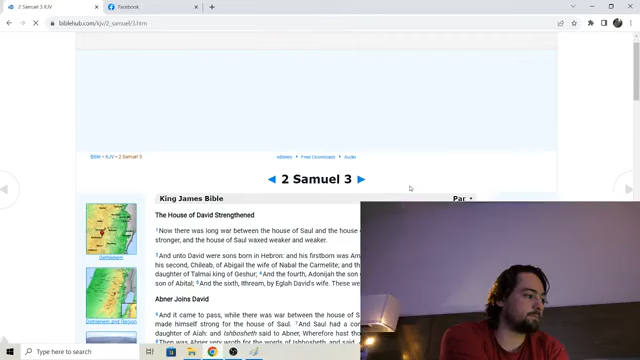 2 Samuel 3 KJV
Facebook
biblehub.com/kjv/2_samuel/3.htm
Bible > KJV > 2 Samuel 3
eBibles • Free Downloads • Audio
◄ 2 Samuel 3 ►
King James Bible Par
The House of David Strengthened
1Now there was long war between the house of Saul and the house
stronger, and the house of Saul waxed weaker and weaker.
2And unto David were sons born in Hebron: and his firstborn was Am
his second, Chileab, of Abigail the wife of Nabal the Carmelite; and th
daughter of Talmai king of Geshur; 4And the fourth, Adonijah the son
son of Abital; 5And the sixth, Ithream, by Eglah David's wife. These we
Bethlehem
Abner Joins David
6And it came to pass, while there was war between the house of
made himself strong for the house of Saul. 7And Saul had a con
daughter of Aiah: and Ishbosheth said to Abner, Wherefore hast tho
Bethlehem and Region
8Then was Abner very wroth for the words of Ishbosheth, and said
Type here to search